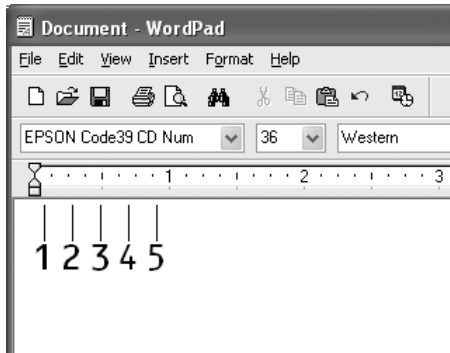 Document - WordPad
File Edit View Insert Format Help
EPSON Code39 CD Num 36 Western
1 2 3
1 2 3 4 5